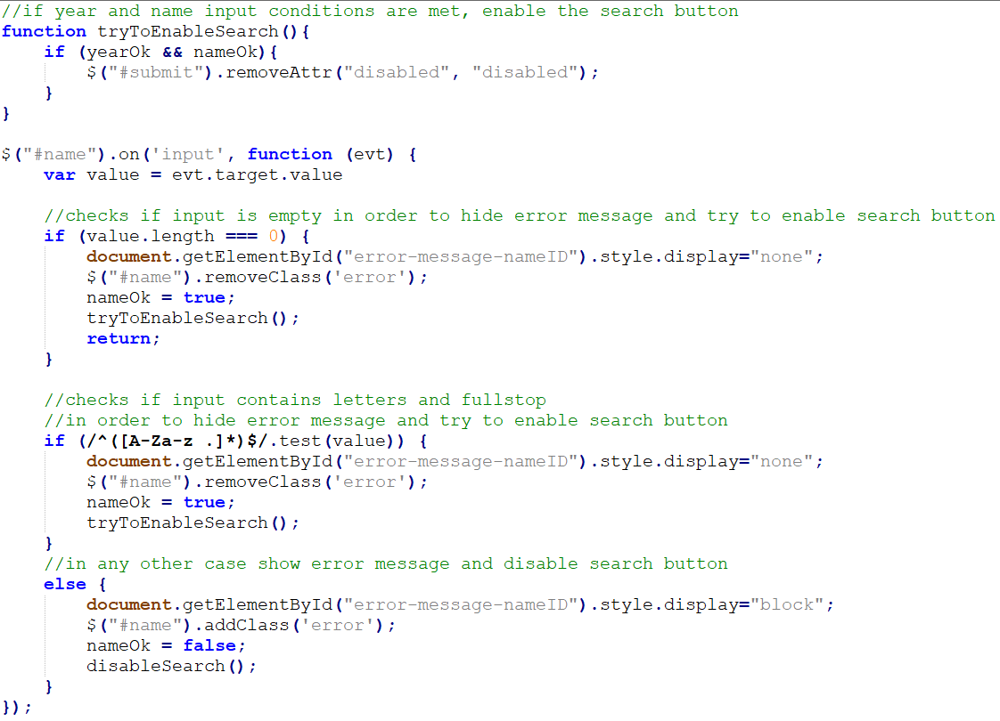 //if year and name input conditions are met, enable the search button
function tryToEnableSearch(){
    if (yearOk && nameOk){
        $("#submit").removeAttr("disabled", "disabled");
    }
}

$("#name").on('input', function (evt) {
    var value = evt.target.value

    //checks if input is empty in order to hide error message and try to enable search button
    if (value.length === 0) {
        document.getElementById("error-message-nameID").style.display="none";
        $("#name").removeClass('error');
        nameOk = true;
        tryToEnableSearch();
        return;
    }

    //checks if input contains letters and fullstop
    //in order to hide error message and try to enable search button
    if (/^([A-Za-z .]*)$/.test(value)) {
        document.getElementById("error-message-nameID").style.display="none";
        $("#name").removeClass('error');
        nameOk = true;
        tryToEnableSearch();
    }
    //in any other case show error message and disable search button
    else {
        document.getElementById("error-message-nameID").style.display="block";
        $("#name").addClass('error');
        nameOk = false;
        disableSearch();
    }
});